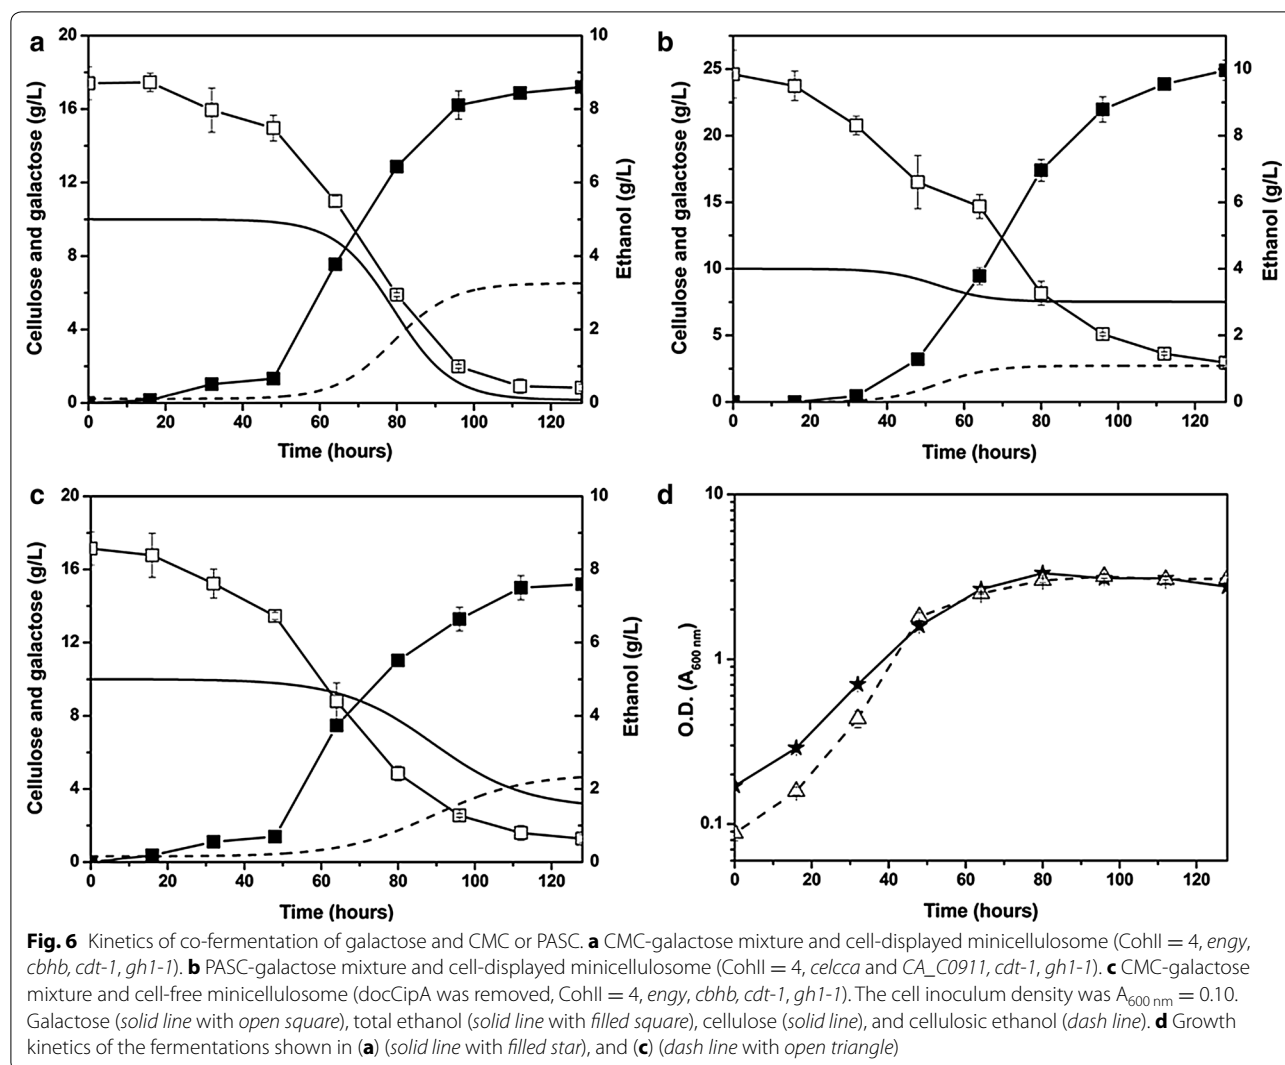 a
20
16
12
8
4
0
Cellulose and galactose (g/L)
10
8
6
4
2
0
Ethanol (g/L)
0 20 40 60 80 100 120
Time (hours)
b
25
20
15
10
5
0
Cellulose and galactose (g/L)
10
8
6
4
2
0
Ethanol (g/L)
0 20 40 60 80 100 120
Time (hours)
c
20
16
12
8
4
0
Cellulose and galactose (g/L)
10
8
6
4
2
0
Ethanol (g/L)
0 20 40 60 80 100 120
Time (hours)
d
10
1
0.1
O.D. (A600 nm)
0 20 40 60 80 100 120
Time (hours)
Fig. 6 Kinetics of co-fermentation of galactose and CMC or PASC. a CMC-galactose mixture and cell-displayed minicellulosome (CohII = 4, engy,
cbhb, cdt-1, gh1-1). b PASC-galactose mixture and cell-displayed minicellulosome (CohII = 4, celcca and CA_C0911, cdt-1, gh1-1). c CMC-galactose
mixture and cell-free minicellulosome (docCipA was removed, CohII = 4, engy, cbhb, cdt-1, gh1-1). The cell inoculum density was A600 nm = 0.10.
Galactose (solid line with open square), total ethanol (solid line with filled square), cellulose (solid line), and cellulosic ethanol (dash line). d Growth
kinetics of the fermentations shown in (a) (solid line with filled star), and (c) (dash line with open triangle)